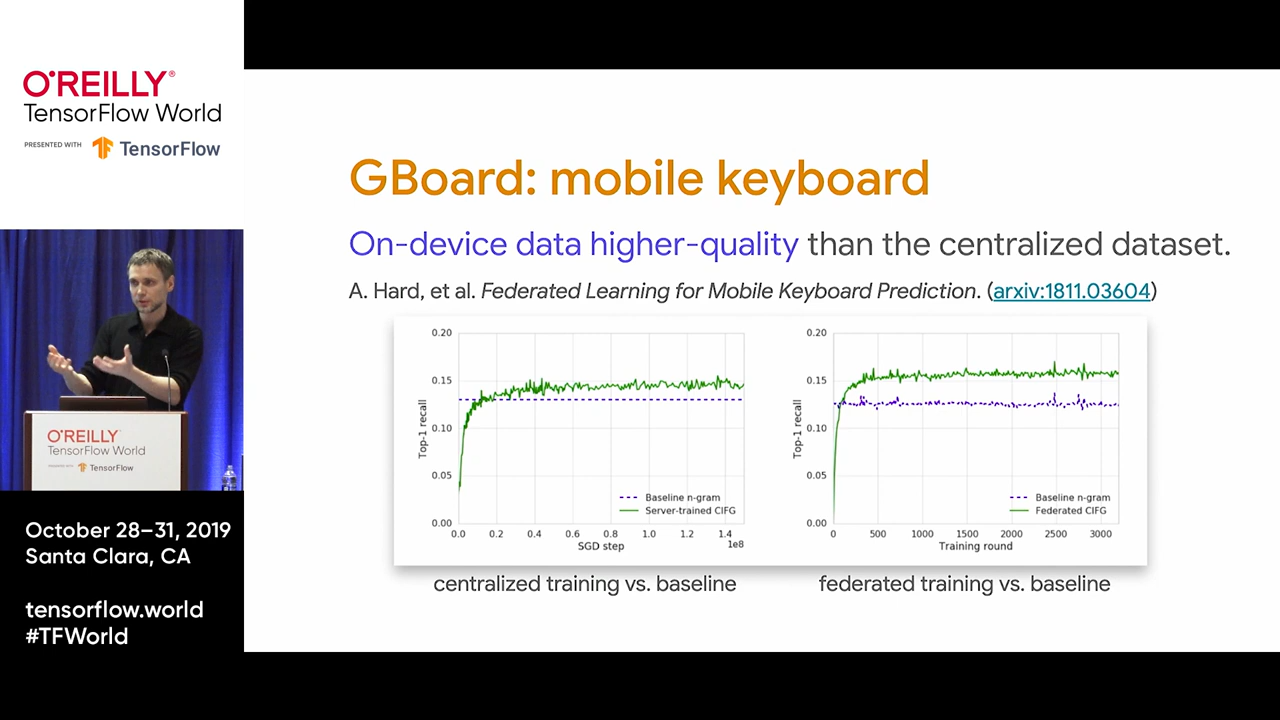 O'REILLY®
TensorFlow World
PRESENTED WITH TensorFlow
O'REILLY
TensorFlow World
TensorFlow
October 28–31, 2019
Santa Clara, CA
tensorflow.world
#TFWorld
GBoard: mobile keyboard
On-device data higher-quality than the centralized dataset.
A. Hard, et al. Federated Learning for Mobile Keyboard Prediction. (arxiv:1811.03604)
0.20
0.15
0.10
0.05
0.00
Top-1 recall
Baseline n-gram
Server-trained CIFG
0.0 0.2 0.4 0.6 0.8 1.0 1.2 1.4
1e8
SGD step
0.20
0.15
0.10
0.05
0.00
Top-1 recall
Baseline n-gram
Federated CIFG
0 500 1000 1500 2000 2500 3000
Training round
centralized training vs. baseline
federated training vs. baseline